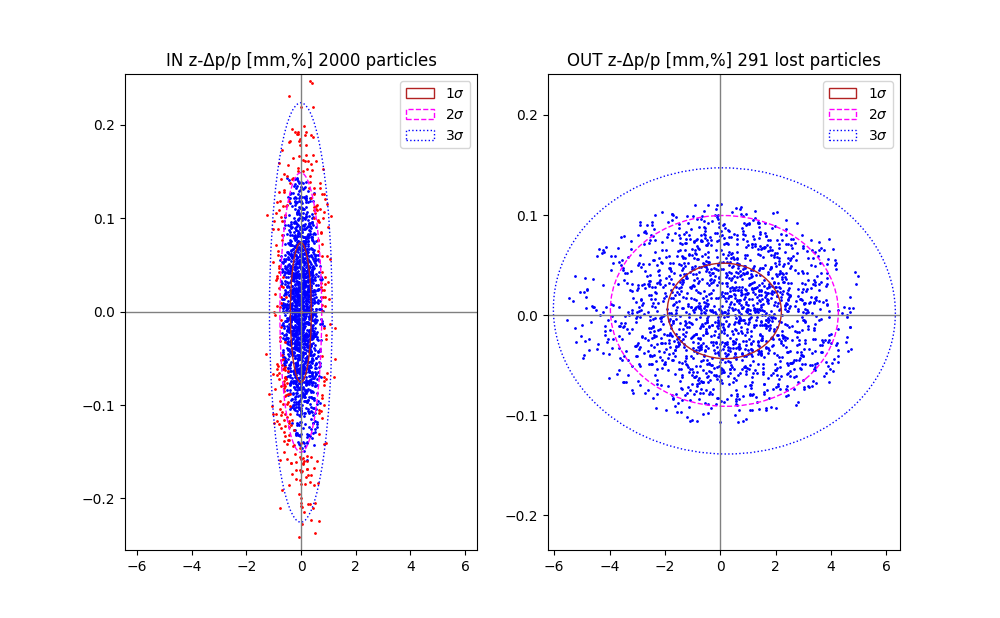 IN z-Δp/p [mm,%] 2000 particles
1σ
2σ
3σ
0.2
0.1
0.0
−0.1
−0.2
−6 −4 −2 0 2 4 6
OUT z-Δp/p [mm,%] 291 lost particles
1σ
2σ
3σ
0.2
0.1
0.0
−0.1
−0.2
−6 −4 −2 0 2 4 6